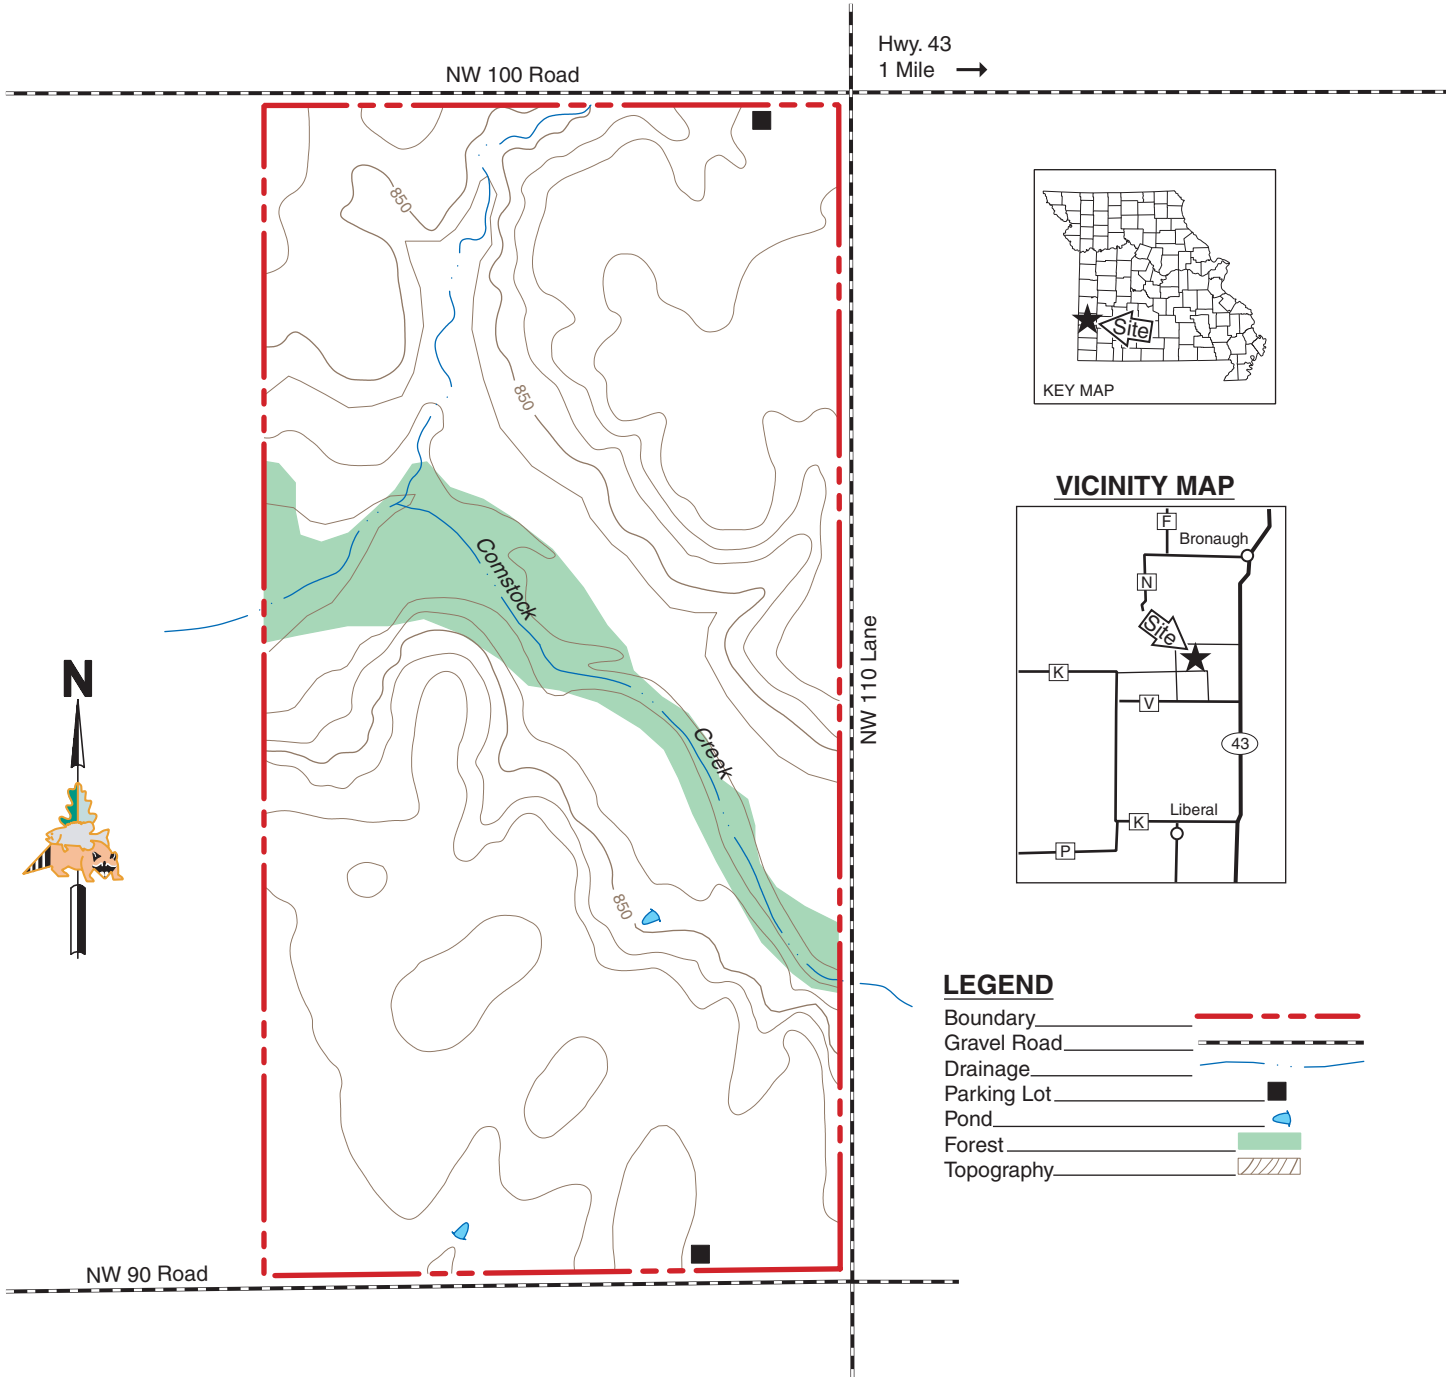 Hwy. 43
1 Mile
NW 100 Road
850
Site
KEY MAP
850
VICINITY MAP
F
Bronaugh
N
Site
Comstock
K
V
NW 110 Lane
N
Creek
43
Liberal
K
P
850
LEGEND
Boundary
Gravel Road
Drainage
Parking Lot
Pond
Forest
Topography
NW 90 Road